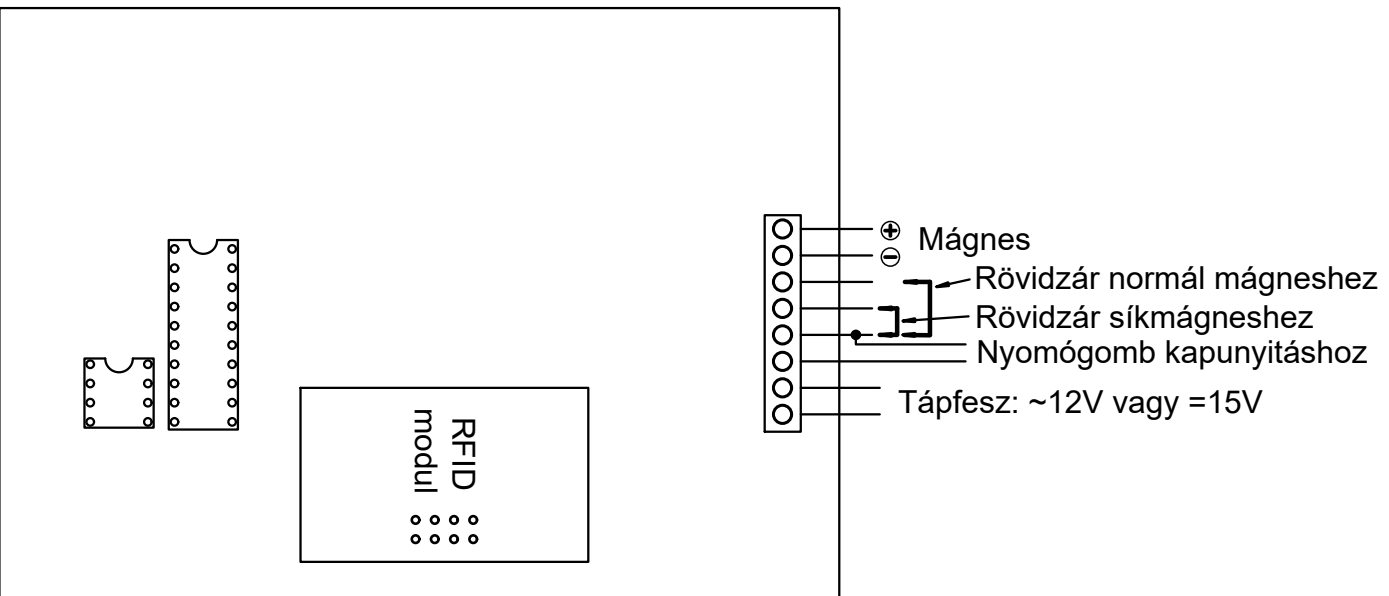 Mágnes
Rövidzár normál mágneshez
Rövidzár síkmágneshez
Nyomógomb kapunyitáshoz
Tápfesz: ~12V vagy =15V
RFID
modul